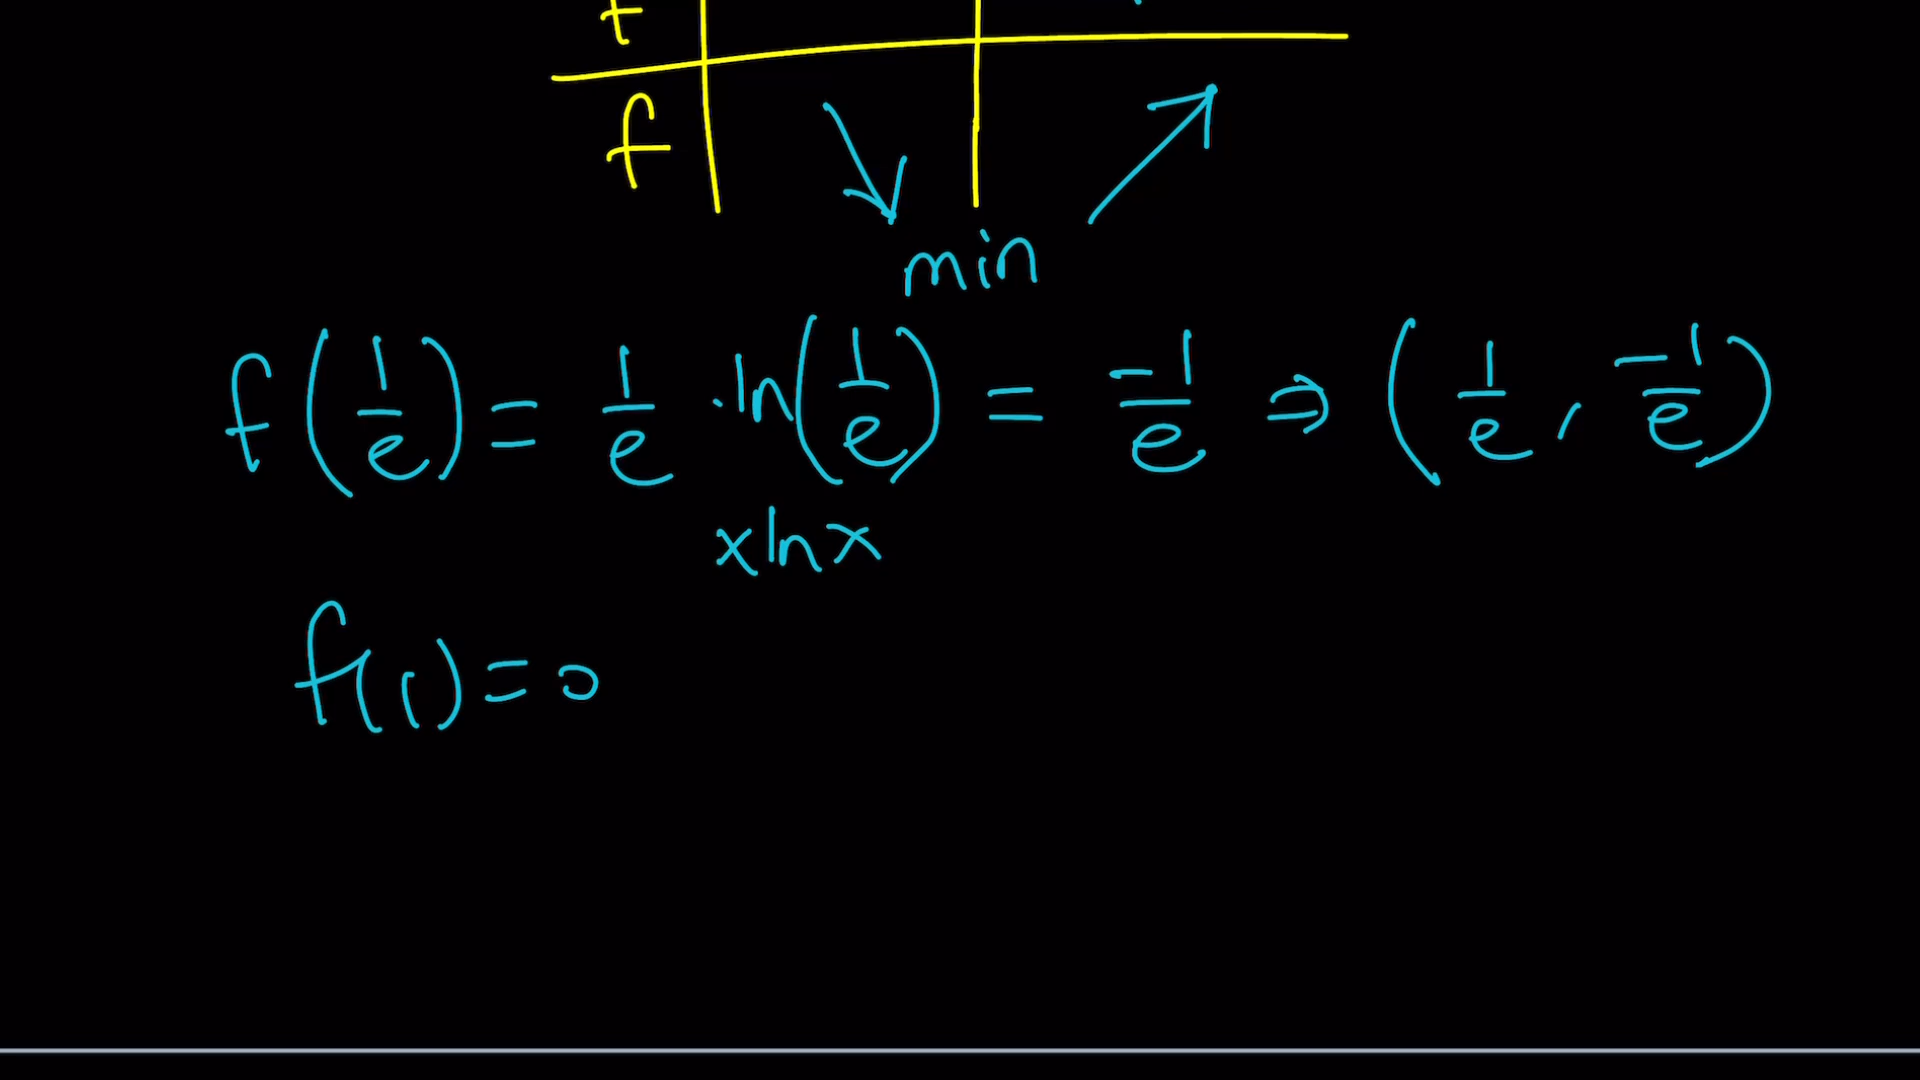 f
min
f(1/e) = 1/e · ln(1/e) = -1/e ⇒ (1/e, -1/e)
xlnx
f(1) = 0